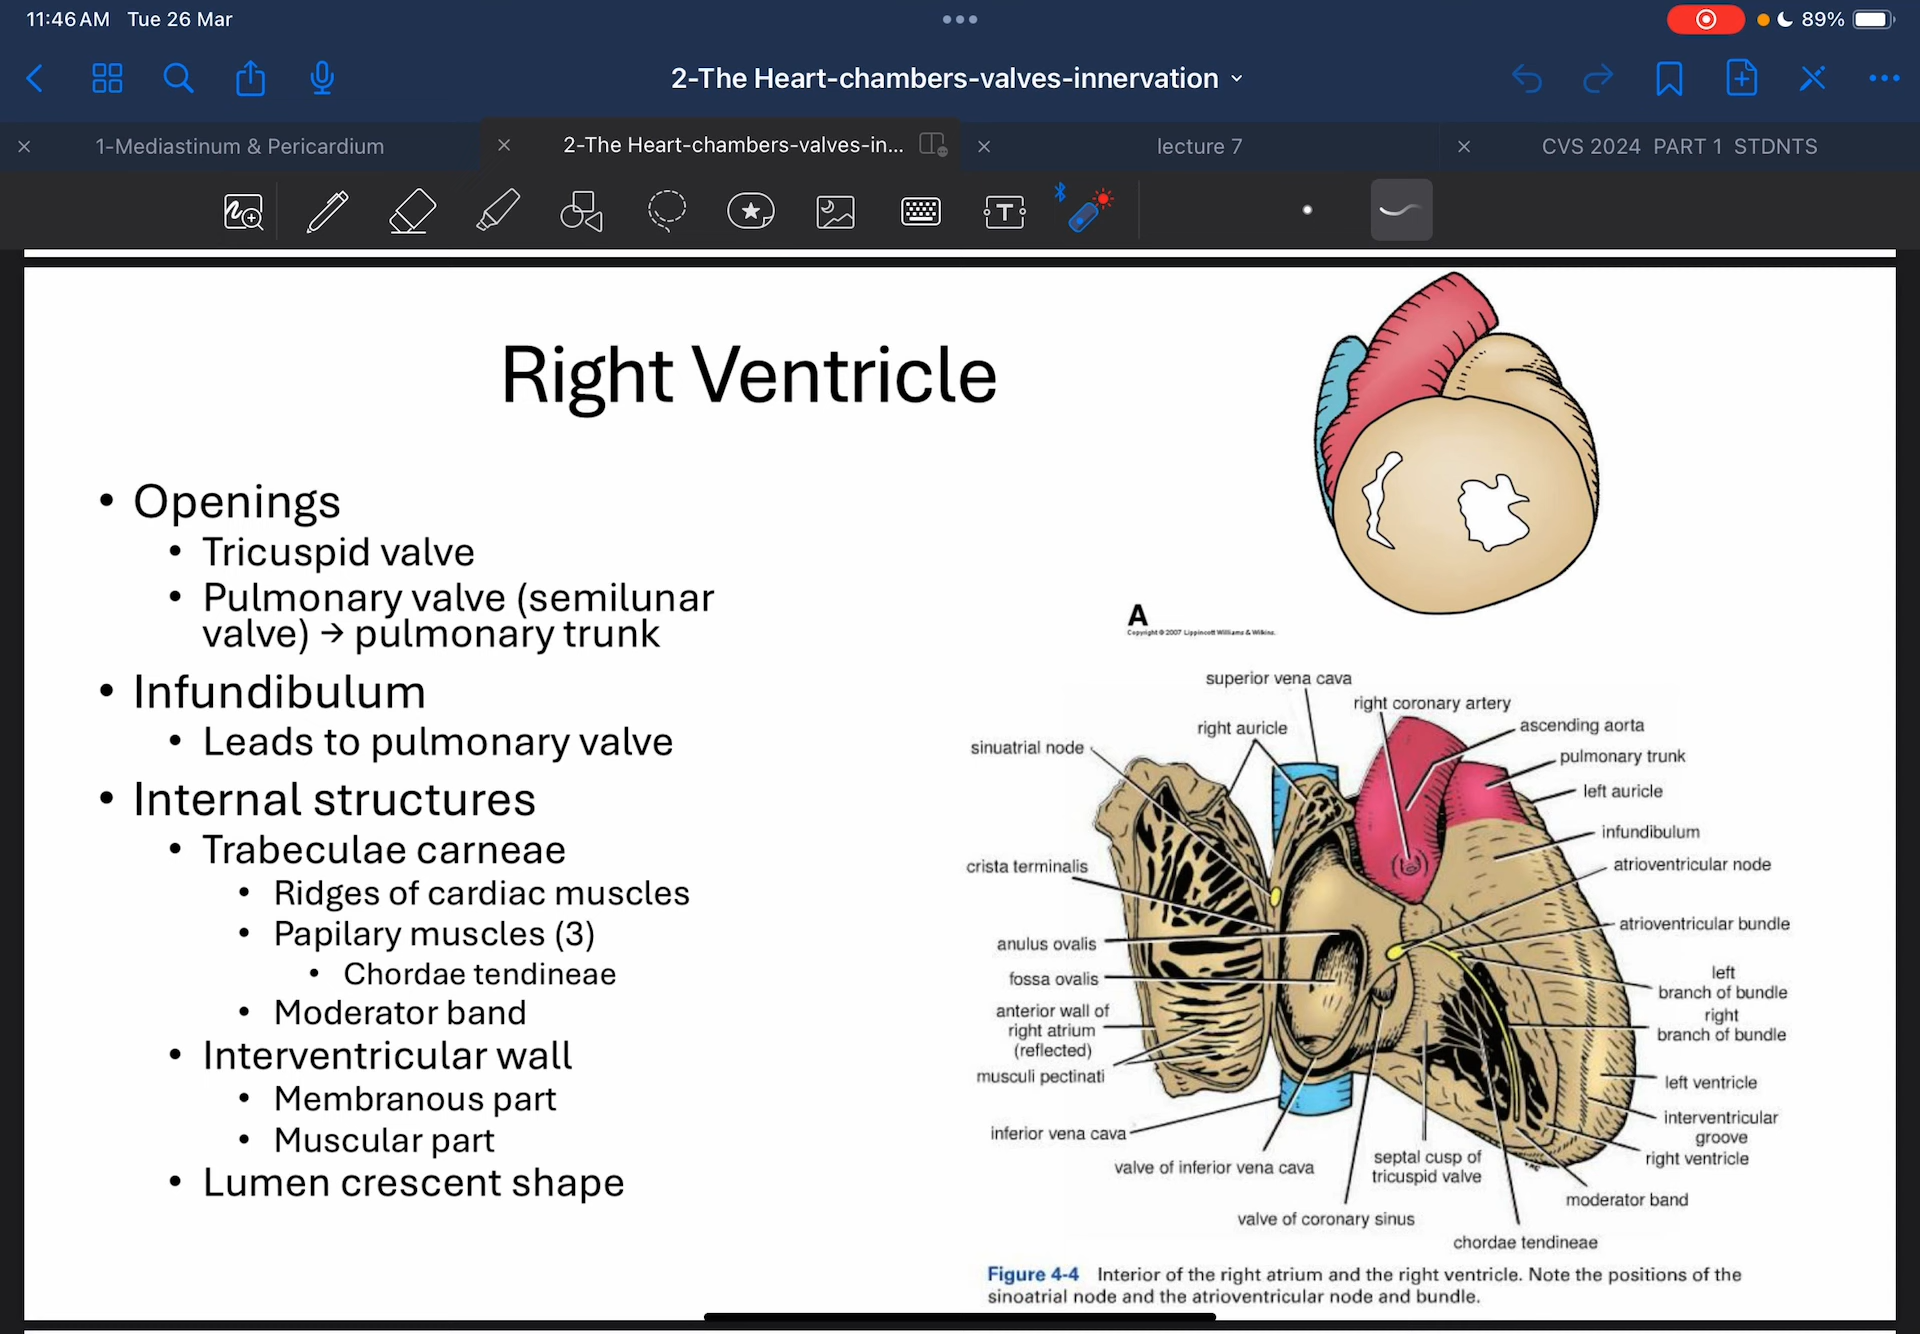 11:46 AM Tue 26 Mar
89%
2-The Heart-chambers-valves-innervation
1-Mediastinum & Pericardium
2-The Heart-chambers-valves-in...
lecture 7
CVS 2024 PART 1 STDNTS
T
Right Ventricle
• Openings
• Tricuspid valve
• Pulmonary valve (semilunar
valve) → pulmonary trunk
• Infundibulum
• Leads to pulmonary valve
• Internal structures
• Trabeculae carneae
• Ridges of cardiac muscles
• Papilary muscles (3)
• Chordae tendineae
• Moderator band
• Interventricular wall
• Membranous part
• Muscular part
• Lumen crescent shape
A
Copyright © 2007 Lippincott Williams & Wilkins.
superior vena cava
right coronary artery
right auricle
ascending aorta
sinuatrial node
pulmonary trunk
left auricle
infundibulum
crista terminalis
atrioventricular node
anulus ovalis
atrioventricular bundle
fossa ovalis
left
branch of bundle
anterior wall of
right atrium
(reflected)
right
branch of bundle
musculi pectinati
left ventricle
inferior vena cava
interventricular
groove
valve of inferior vena cava
septal cusp of
tricuspid valve
right ventricle
moderator band
valve of coronary sinus
chordae tendineae
Figure 4-4 Interior of the right atrium and the right ventricle. Note the positions of the
sinoatrial node and the atrioventricular node and bundle.